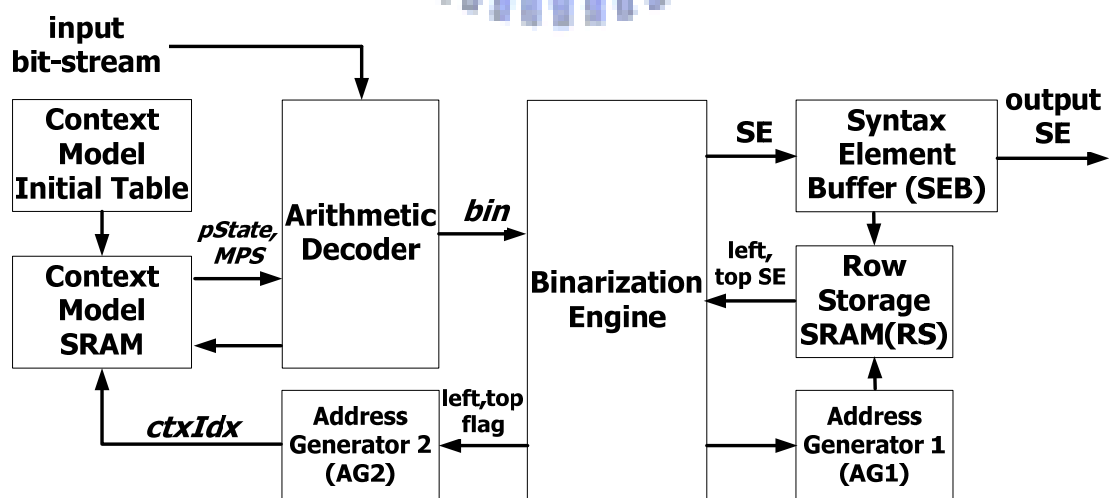 input
bit-stream
Context
Model
Initial Table
Context
Model
SRAM
pState,
MPS
Arithmetic
Decoder
bin
Binarization
Engine
SE
Syntax
Element
Buffer (SEB)
output
SE
left,
top SE
Row
Storage
SRAM(RS)
ctxIdx
Address
Generator 2
(AG2)
left,top
flag
Address
Generator 1
(AG1)